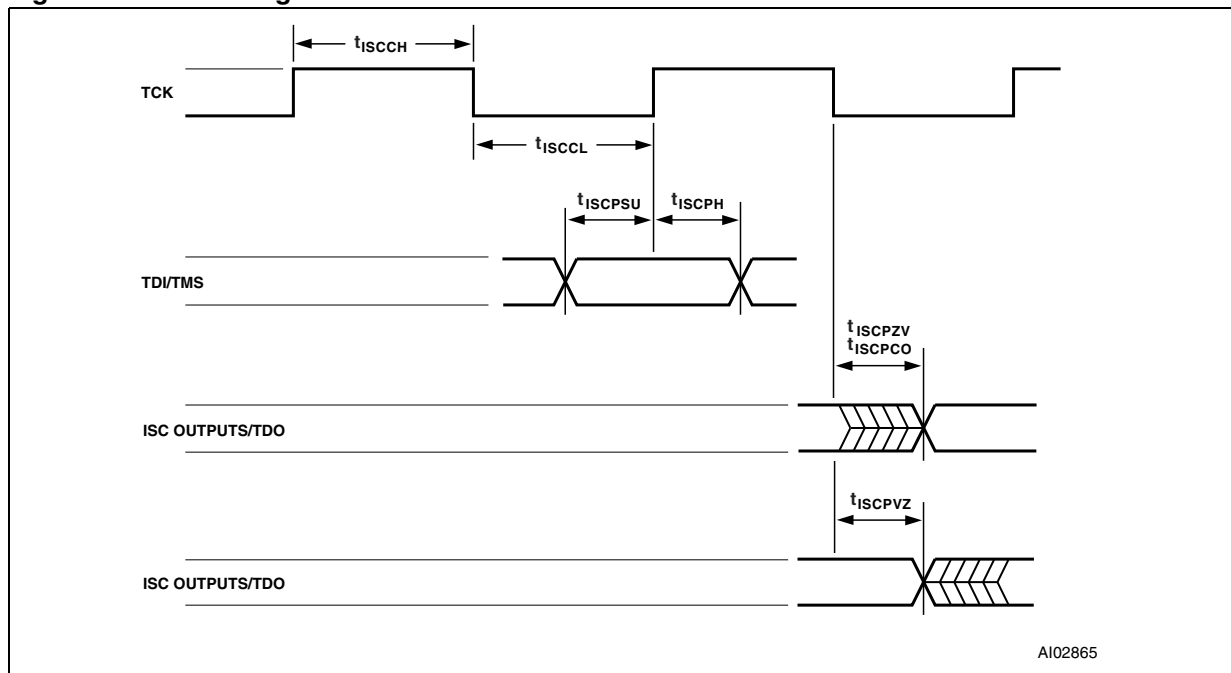 tISCCH
TCK
tISCCL
tISCPSU
tISCPH
TDI/TMS
tISCPZV
tISCPCO
ISC OUTPUTS/TDO
tISCPVZ
ISC OUTPUTS/TDO
AI02865